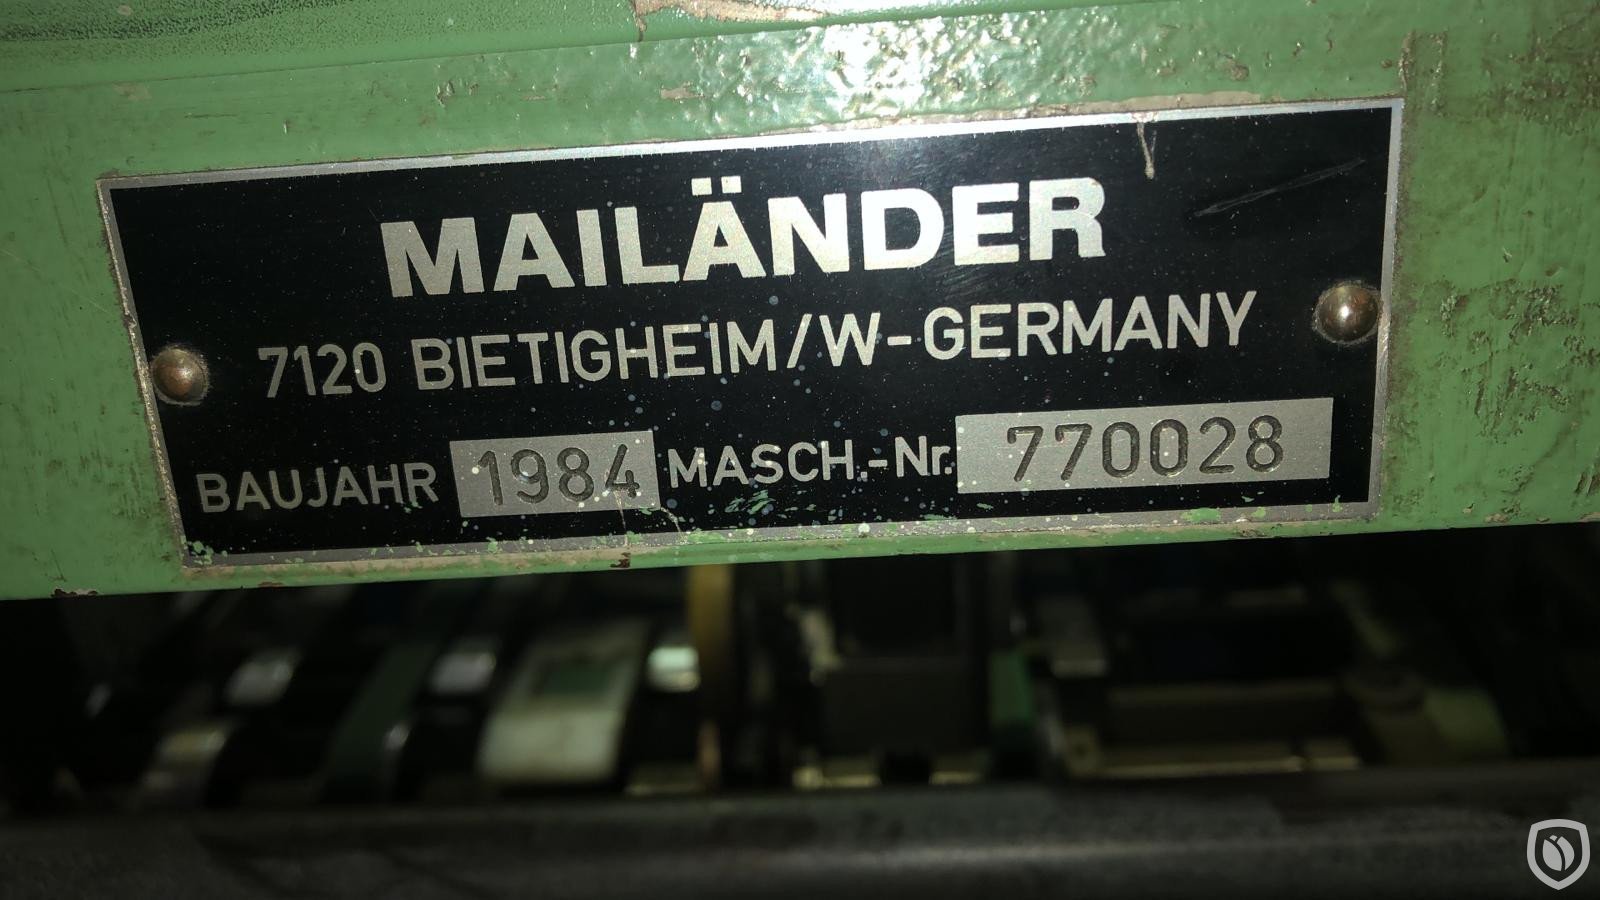 MAILÄNDER
7120 BIETIGHEIM/W-GERMANY
BAUJAHR 1984 MASCH.-Nr. 770028